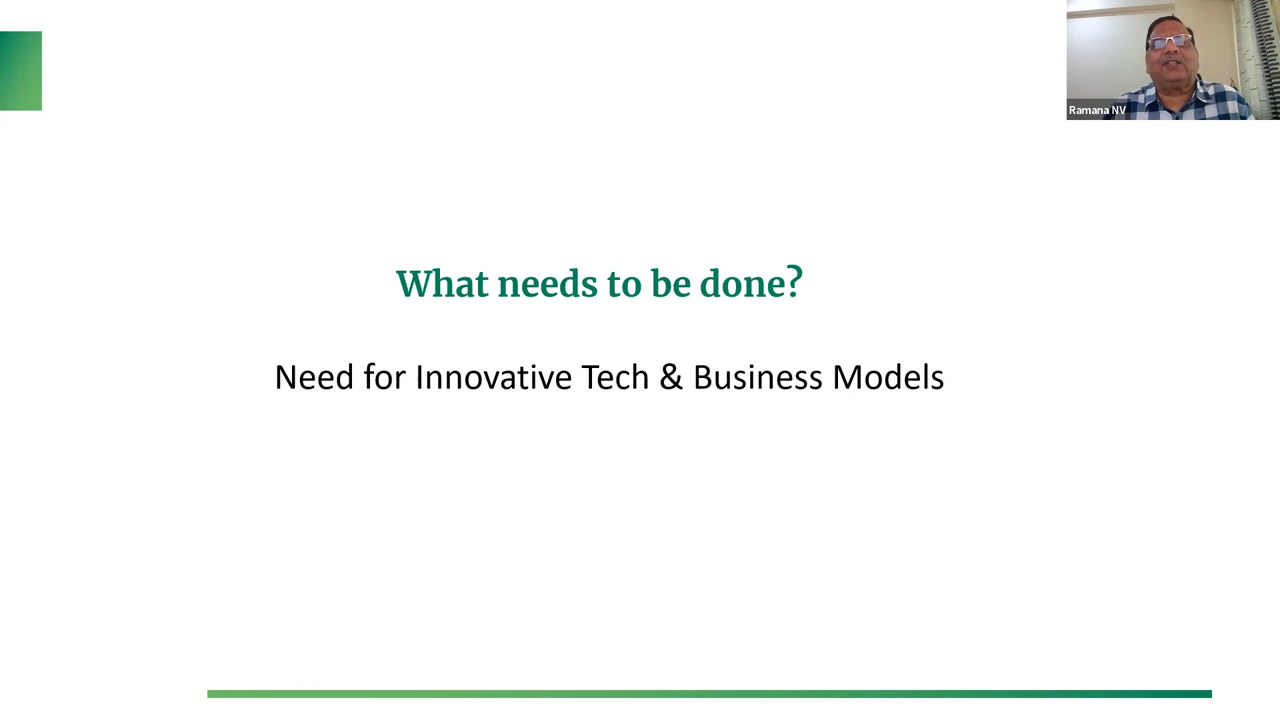 Ramana NV
What needs to be done?
Need for Innovative Tech & Business Models